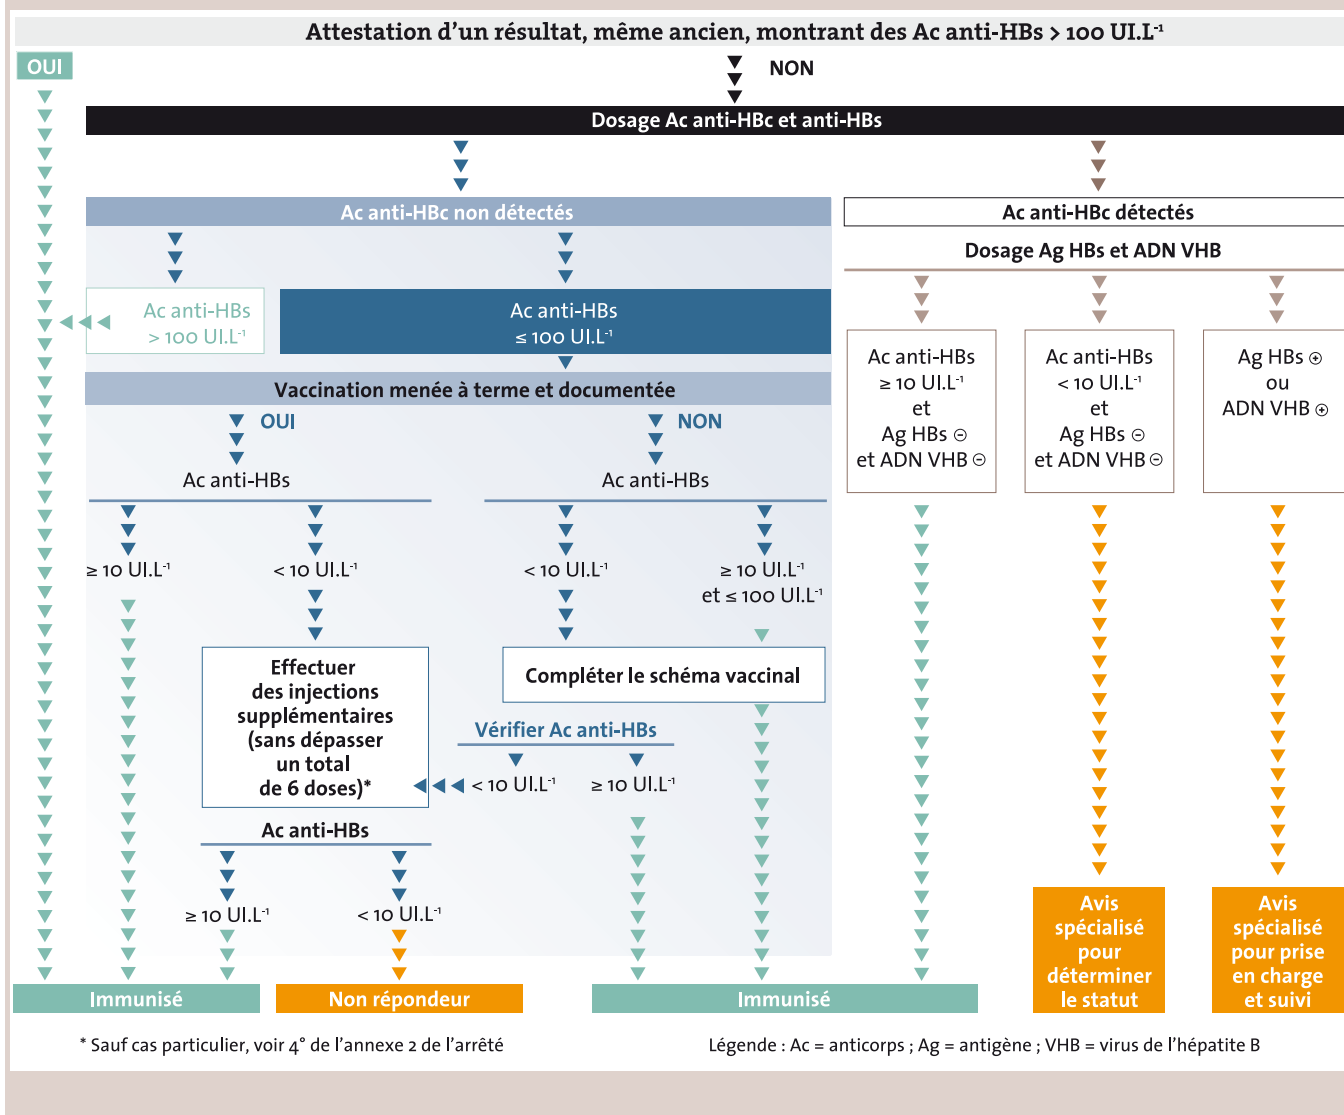 Attestation d’un résultat, même ancien, montrant des Ac anti-HBs > 100 UI.L⁻¹
OUI
NON
Dosage Ac anti-HBc et anti-HBs
Ac anti-HBc non détectés
Ac anti-HBc détectés
Dosage Ag HBs et ADN VHB
Ac anti-HBs
> 100 UI.L⁻¹
Ac anti-HBs
≤ 100 UI.L⁻¹
Ac anti-HBs
≥ 10 UI.L⁻¹
et
Ag HBs ⊖
et ADN VHB ⊖
Ac anti-HBs
< 10 UI.L⁻¹
et
Ag HBs ⊖
et ADN VHB ⊖
Ag HBs ⊕
ou
ADN VHB ⊕
Vaccination menée à terme et documentée
OUI
NON
Ac anti-HBs
Ac anti-HBs
≥ 10 UI.L⁻¹
< 10 UI.L⁻¹
< 10 UI.L⁻¹
≥ 10 UI.L⁻¹
et ≤ 100 UI.L⁻¹
Effectuer
des injections
supplémentaires
(sans dépasser
un total
de 6 doses)*
Compléter le schéma vaccinal
Vérifier Ac anti-HBs
< 10 UI.L⁻¹
≥ 10 UI.L⁻¹
Ac anti-HBs
≥ 10 UI.L⁻¹
< 10 UI.L⁻¹
Avis
spécialisé
pour
déterminer
le statut
Avis
spécialisé
pour prise
en charge
et suivi
Immunisé
Non répondeur
Immunisé
* Sauf cas particulier, voir 4° de l’annexe 2 de l’arrêté
Légende : Ac = anticorps ; Ag = antigène ; VHB = virus de l’hépatite B